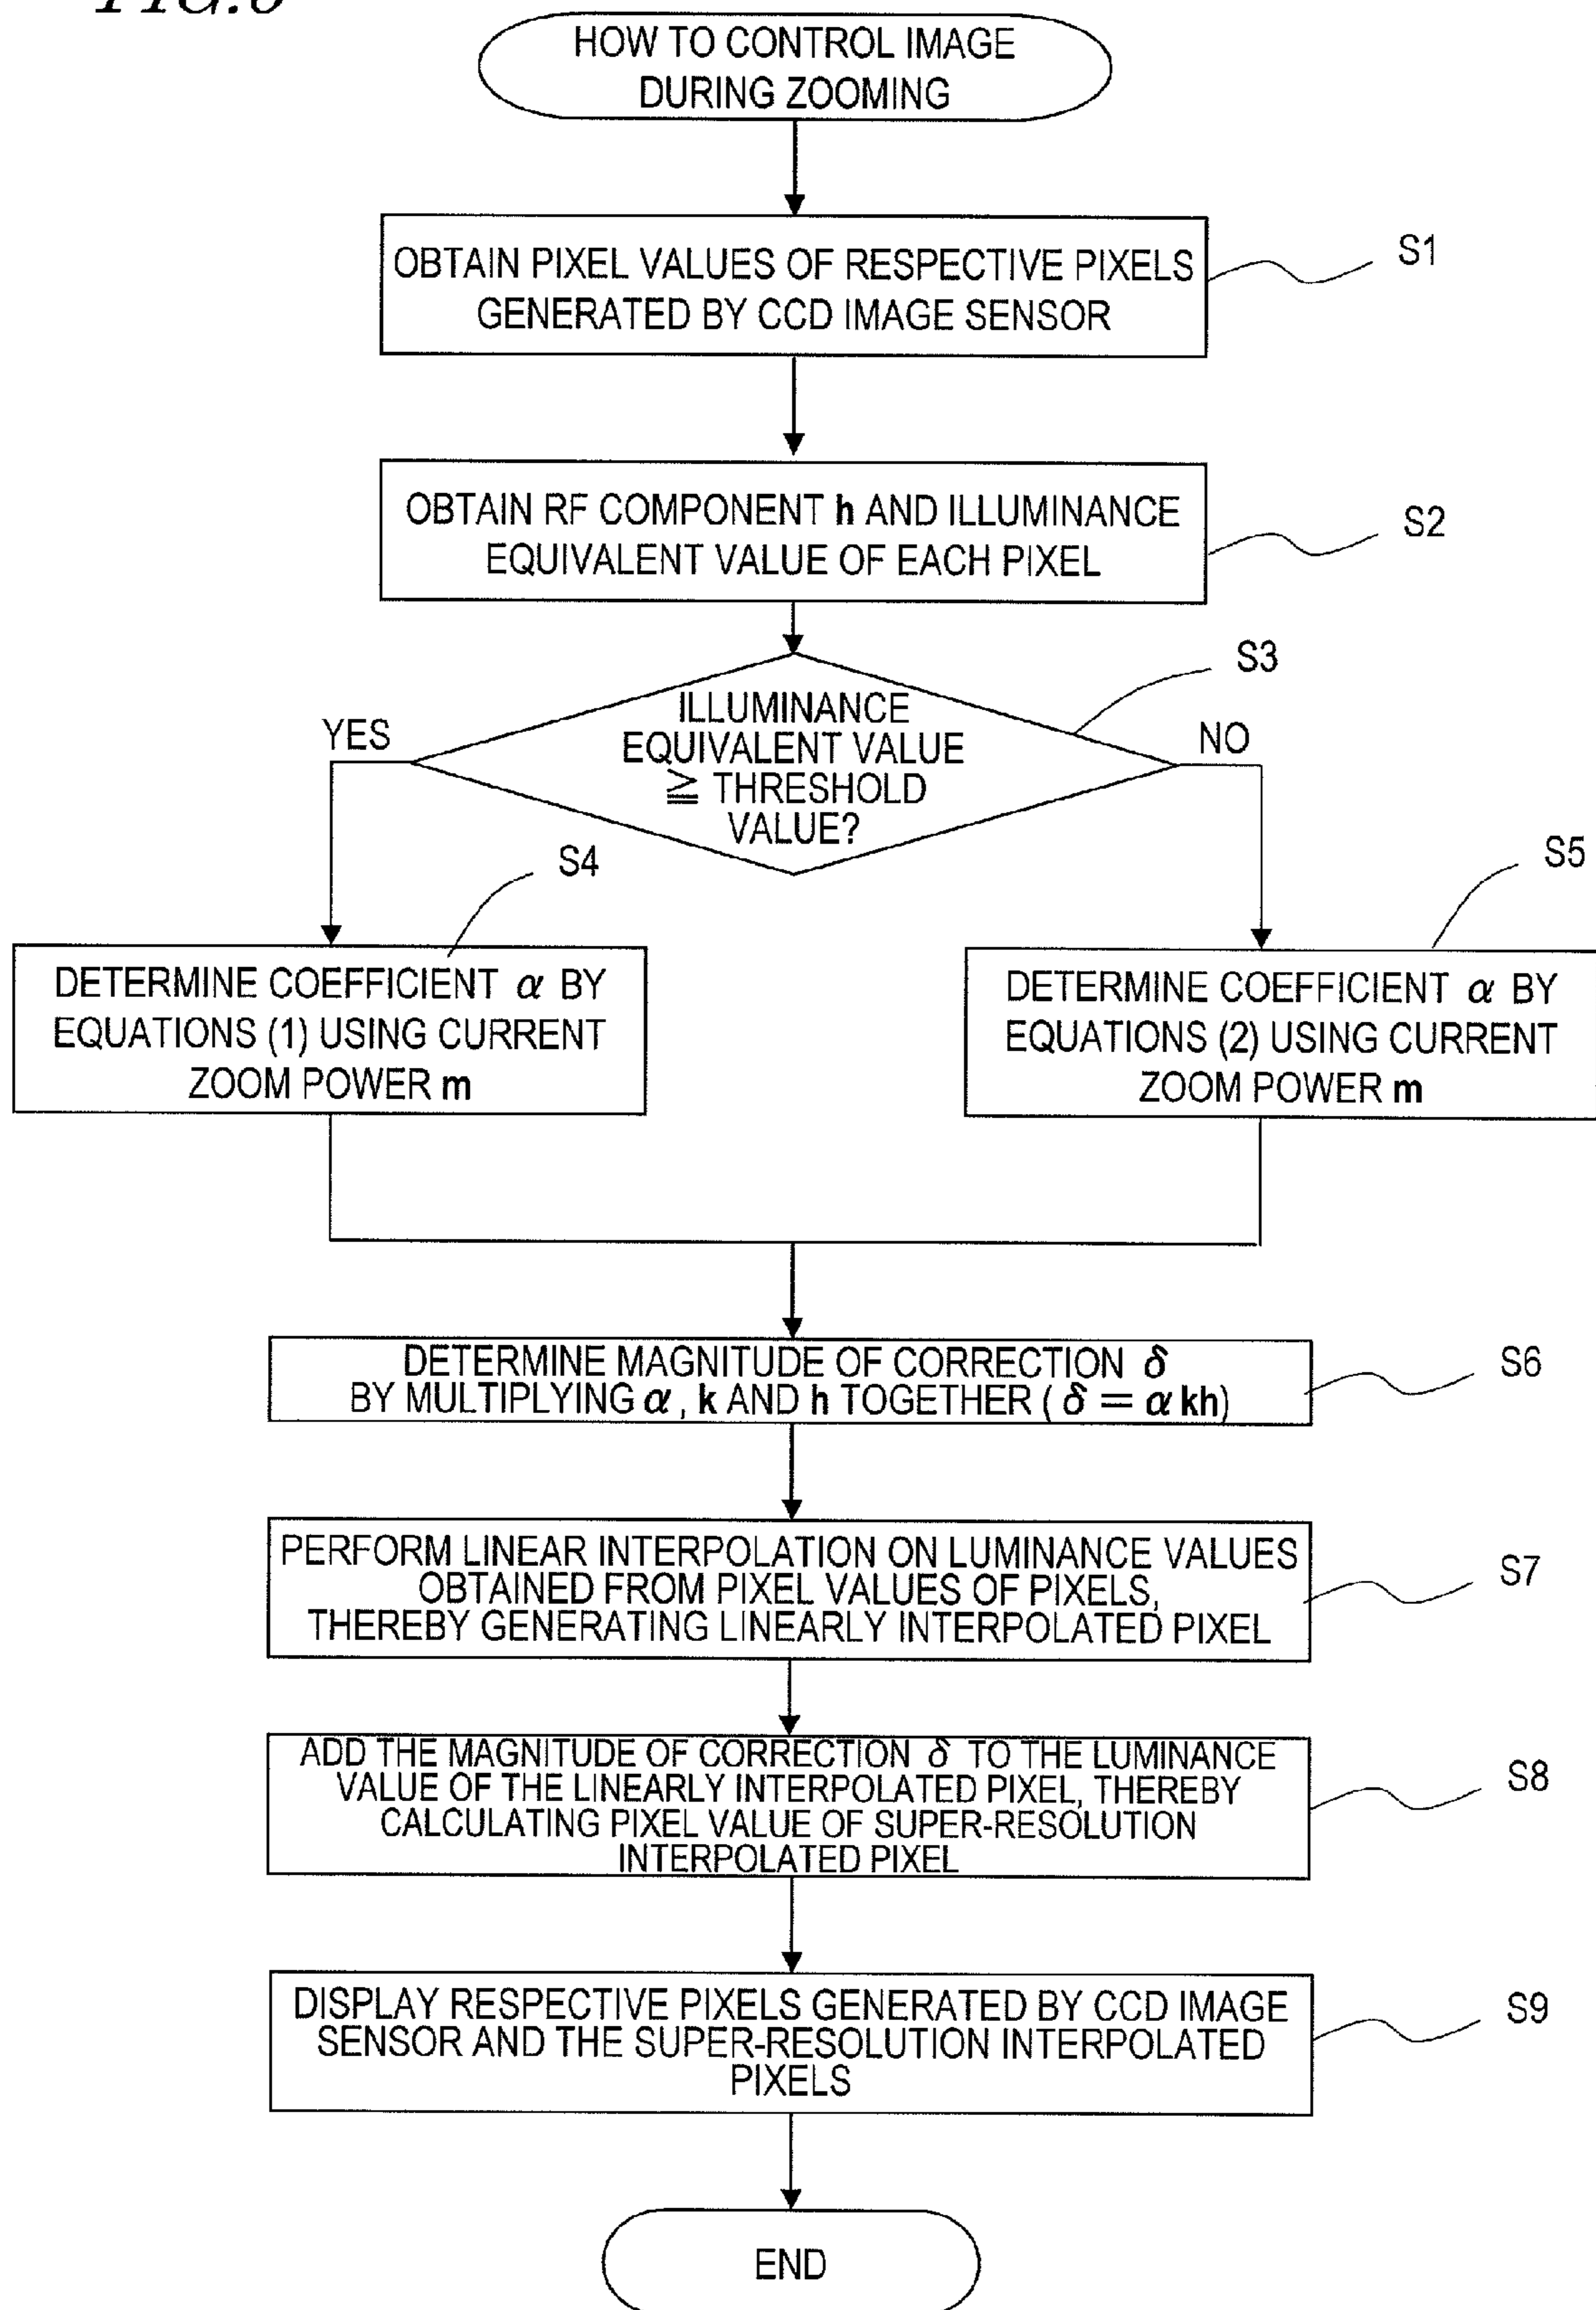 HOW TO CONTROL IMAGE
DURING ZOOMING
OBTAIN PIXEL VALUES OF RESPECTIVE PIXELS
GENERATED BY CCD IMAGE SENSOR
S1
OBTAIN RF COMPONENT h AND ILLUMINANCE
EQUIVALENT VALUE OF EACH PIXEL
S2
ILLUMINANCE
EQUIVALENT VALUE
≧ THRESHOLD
VALUE?
S3
YES
NO
S4
DETERMINE COEFFICIENT α BY
EQUATIONS (1) USING CURRENT
ZOOM POWER m
S5
DETERMINE COEFFICIENT α BY
EQUATIONS (2) USING CURRENT
ZOOM POWER m
DETERMINE MAGNITUDE OF CORRECTION δ
BY MULTIPLYING α, k AND h TOGETHER (δ = α kh)
S6
PERFORM LINEAR INTERPOLATION ON LUMINANCE VALUES
OBTAINED FROM PIXEL VALUES OF PIXELS,
THEREBY GENERATING LINEARLY INTERPOLATED PIXEL
S7
ADD THE MAGNITUDE OF CORRECTION δ TO THE LUMINANCE
VALUE OF THE LINEARLY INTERPOLATED PIXEL, THEREBY
CALCULATING PIXEL VALUE OF SUPER-RESOLUTION
INTERPOLATED PIXEL
S8
DISPLAY RESPECTIVE PIXELS GENERATED BY CCD IMAGE
SENSOR AND THE SUPER-RESOLUTION INTERPOLATED
PIXELS
S9
END